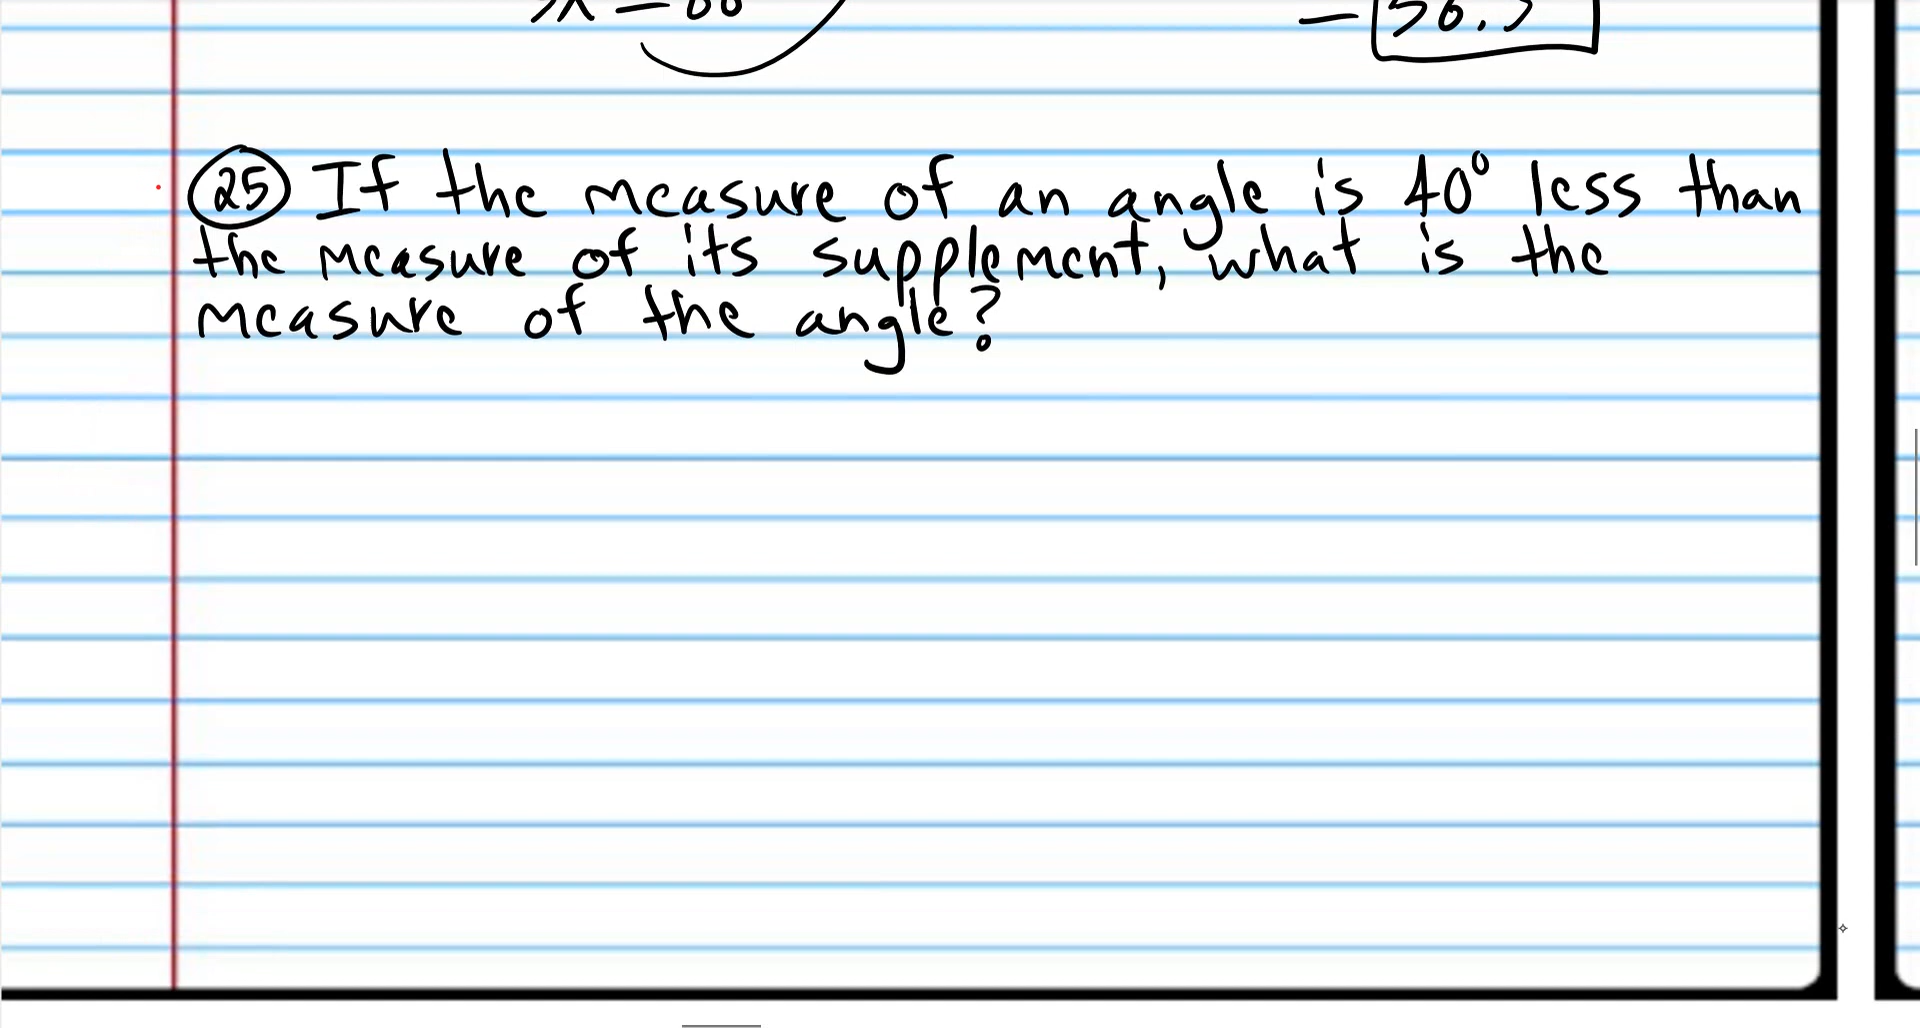 25 If the measure of an angle is 40° less than
the measure of its supplement, what is the
measure of the angle?